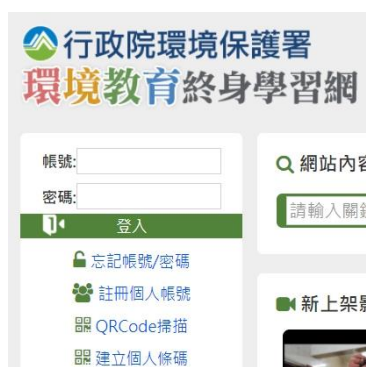 行政院環境保護署
環境教育終身學習網
帳號:
密碼:
登入
忘記帳號/密碼
註冊個人帳號
QRCode掃描
建立個人條碼
網站內容
請輸入關鍵
新上架影